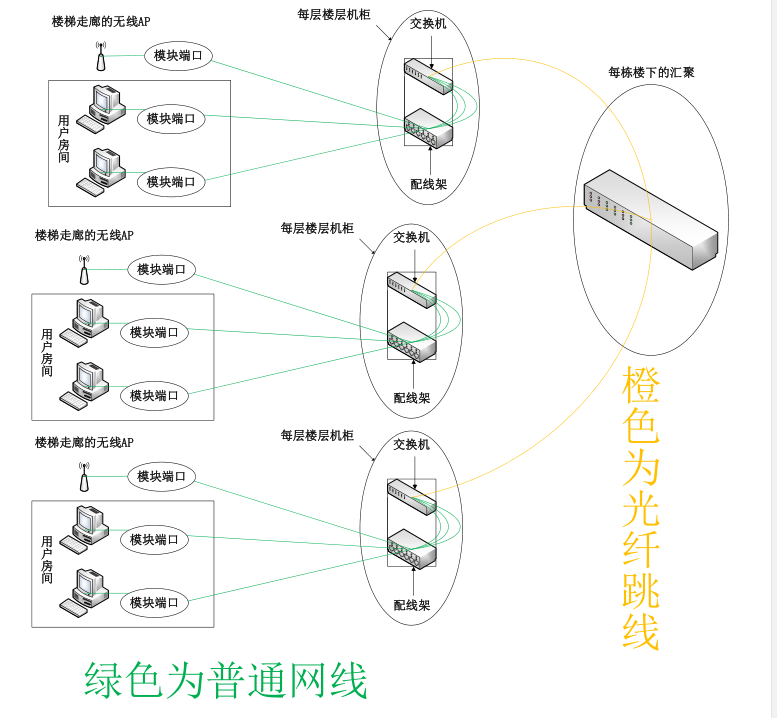 楼梯走廊的无线AP
每层楼层机柜
交换机
模块端口
每栋楼下的汇聚
用户房间
模块端口
模块端口
配线架
楼梯走廊的无线AP
每层楼层机柜
交换机
模块端口
用户房间
模块端口
模块端口
配线架
楼梯走廊的无线AP
每层楼层机柜
交换机
模块端口
用户房间
模块端口
模块端口
配线架
橙色为光纤跳线
绿色为普通网线